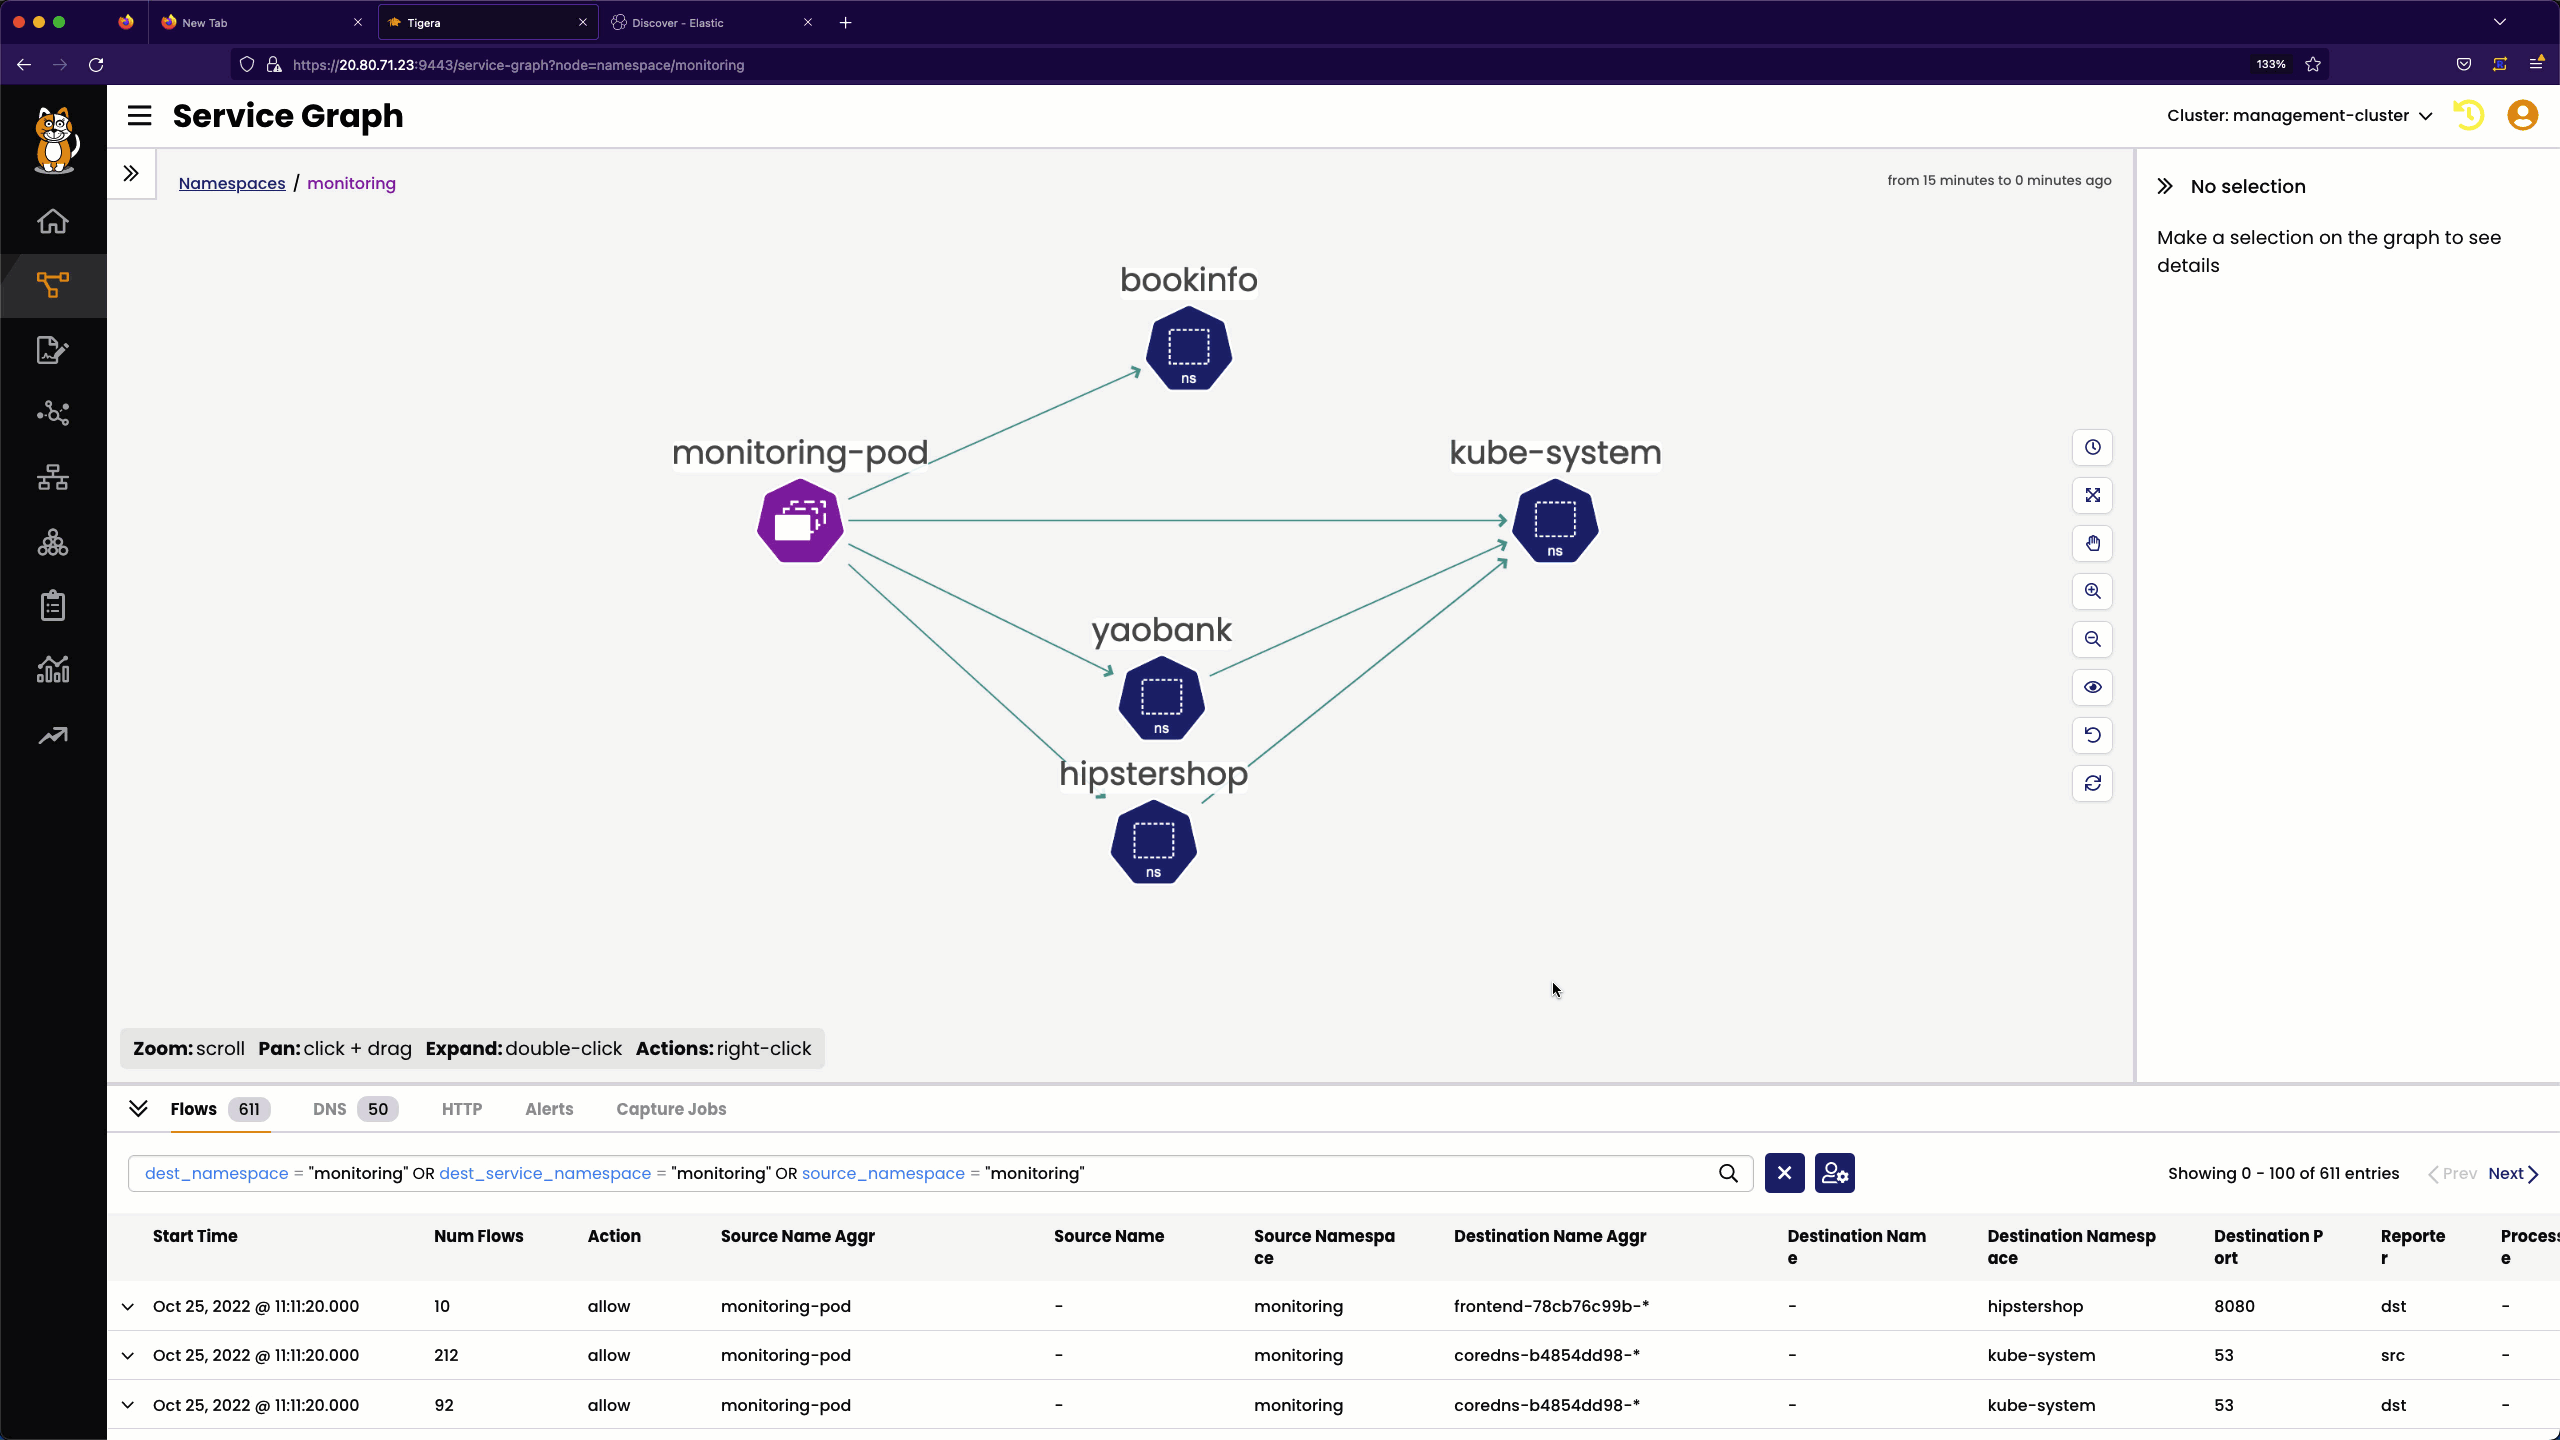 New Tab
Tigera
Discover - Elastic
https://20.80.71.23:9443/service-graph?node=namespace/monitoring
133%
Service Graph
Cluster: management-cluster
Namespaces / monitoring
from 15 minutes to 0 minutes ago
No selection
Make a selection on the graph to see
details
bookinfo
ns
monitoring-pod
kube-system
ns
yaobank
ns
hipstershop
ns
Zoom: scroll Pan: click + drag Expand: double-click Actions: right-click
Flows 611 DNS 50 HTTP Alerts Capture Jobs
dest_namespace = "monitoring" OR dest_service_namespace = "monitoring" OR source_namespace = "monitoring"
Showing 0 - 100 of 611 entries Prev Next
Start Time Num Flows Action Source Name Aggr Source Name Source Namespa Destination Name Aggr Destination Nam Destination Namesp Destination P Reporte Process
ce e ace ort r e
Oct 25, 2022 @ 11:11:20.000 10 allow monitoring-pod - monitoring frontend-78cb76c99b-* - hipstershop 8080 dst -
Oct 25, 2022 @ 11:11:20.000 212 allow monitoring-pod - monitoring coredns-b4854dd98-* - kube-system 53 src -
Oct 25, 2022 @ 11:11:20.000 92 allow monitoring-pod - monitoring coredns-b4854dd98-* - kube-system 53 dst -